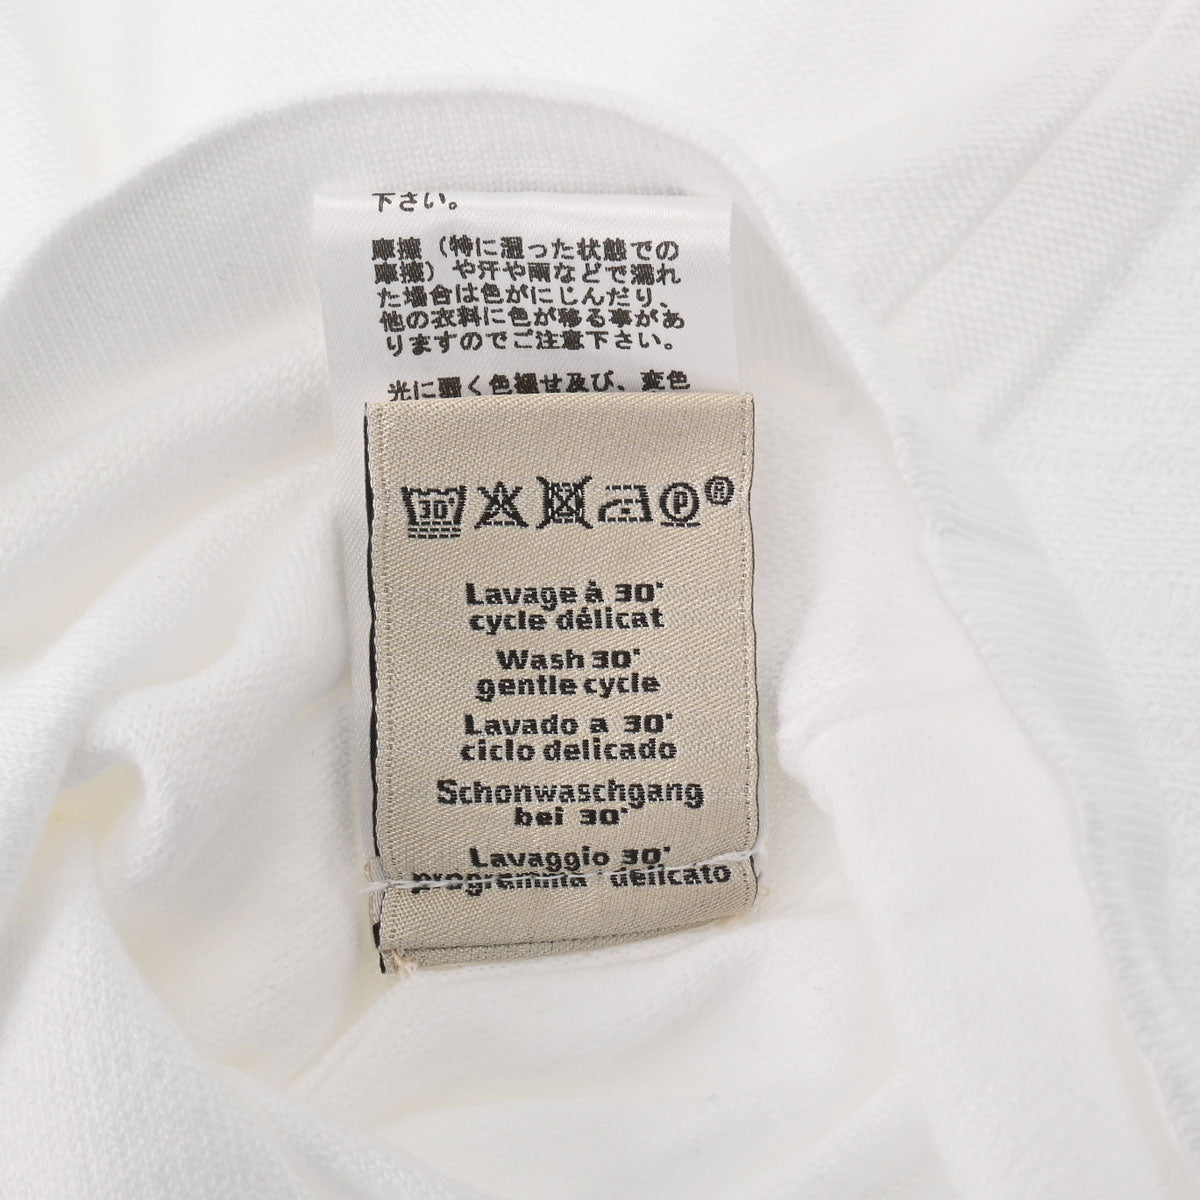 下さい。
摩擦（特に湿った状態での
摩擦）や汗や雨などで濡れ
た場合は色がにじんだり、
他の衣料に色が移る事があ
りますのでご注意下さい。
光に弱く色褪せ及び、変色
30°
P ®
Lavage à 30°
cycle délicat
Wash 30°
gentle cycle
Lavado a 30°
ciclo delicado
Schonwaschgang
bei 30°
Lavaggio 30°
programma delicato